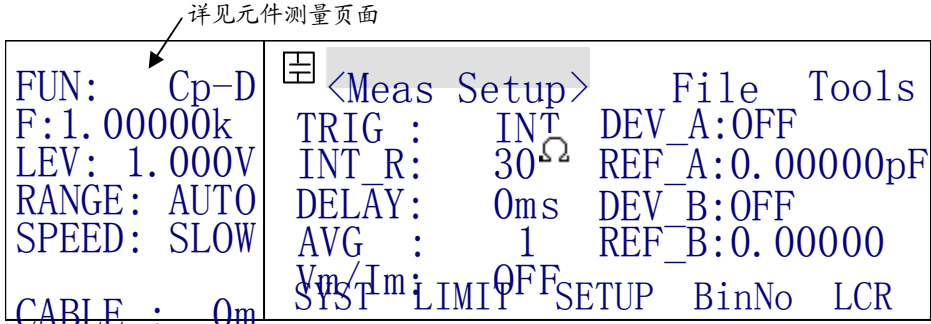 详见元件测量页面
FUN: Cp-D
F:1.00000k
LEV: 1.000V
RANGE: AUTO
SPEED: SLOW
CABLE : 0m
<Meas Setup> File Tools
TRIG : INT DEV_A:OFF
INT_R: 30Ω REF_A:0.00000pF
DELAY: 0ms DEV_B:OFF
AVG : 1 REF_B:0.00000
Vm/Im: OFF
SYST LIMIT SETUP BinNo LCR